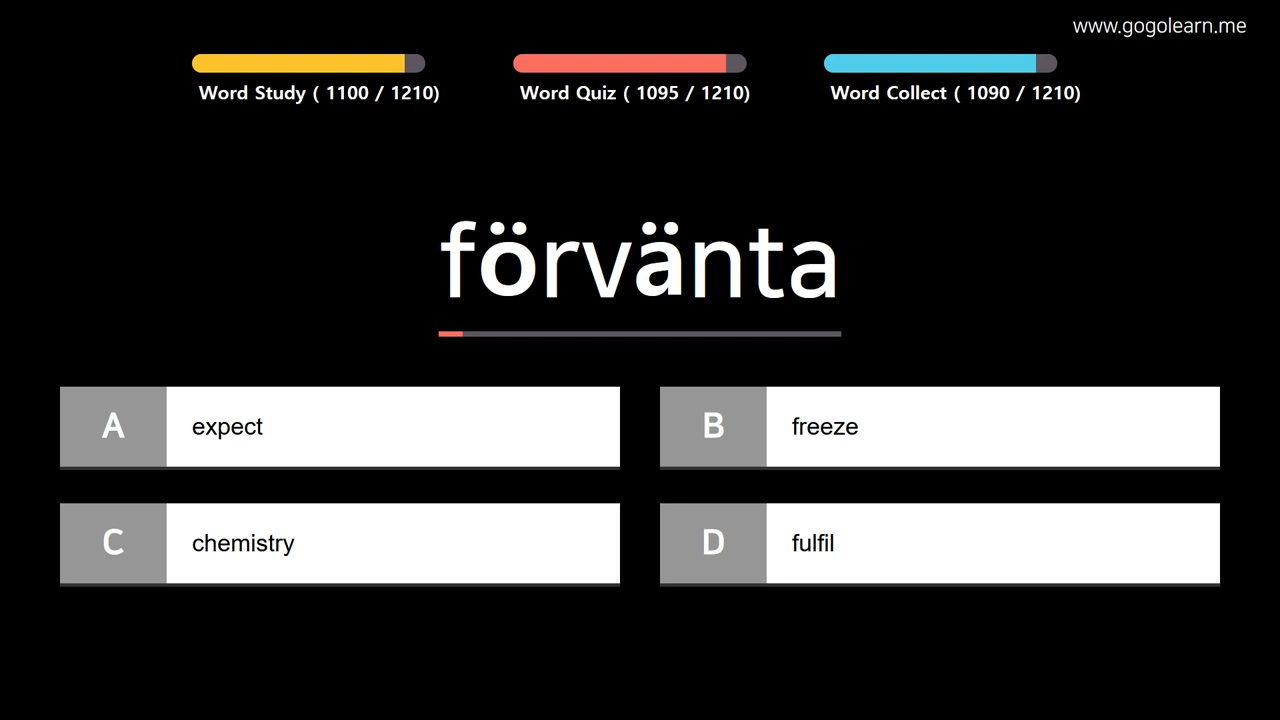 www.gogolearn.me
Word Study ( 1100 / 1210)
Word Quiz ( 1095 / 1210)
Word Collect ( 1090 / 1210)
förvänta
A expect
B freeze
C chemistry
D fulfil